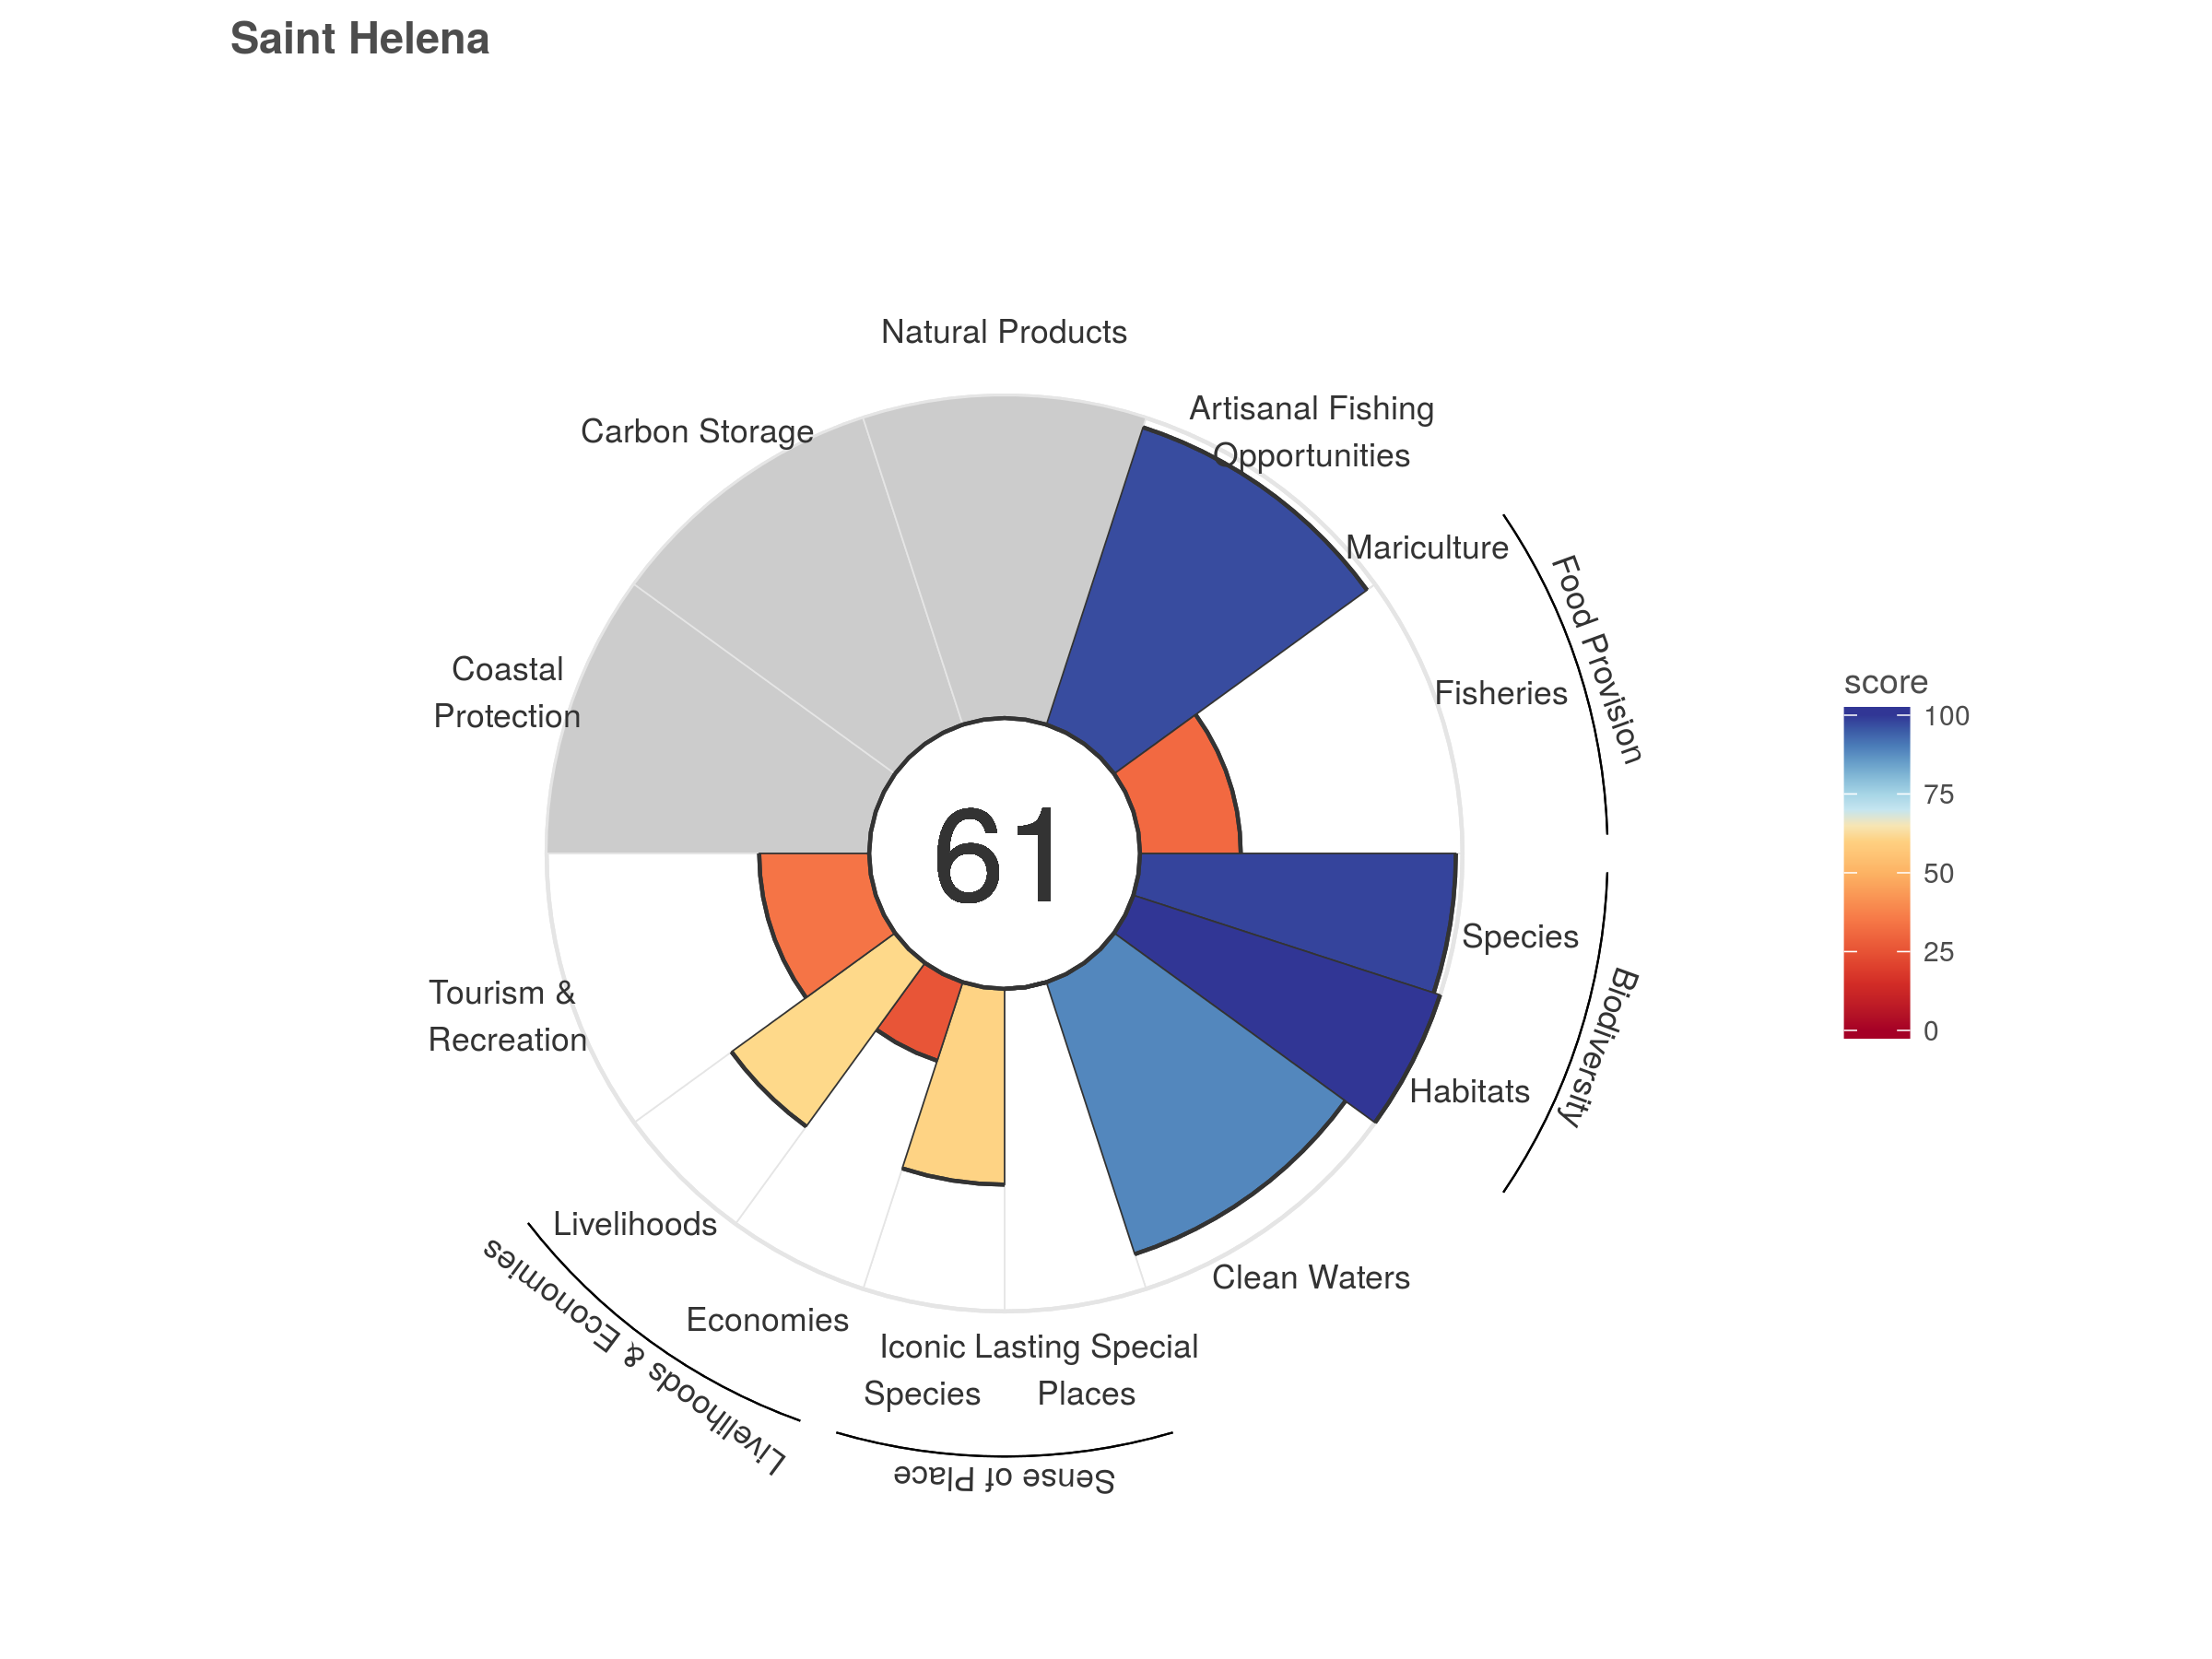 Saint Helena
Natural Products
Artisanal Fishing
Opportunities
Carbon Storage
Mariculture
Food Provision
Fisheries
Coastal
Protection
61
score
100
75
50
25
0
Species
Biodiversity
Habitats
Tourism &
Recreation
Clean Waters
Livelihoods
Economies
Livelihoods & Economies
Iconic
Species
Lasting Special
Places
Sense of Place